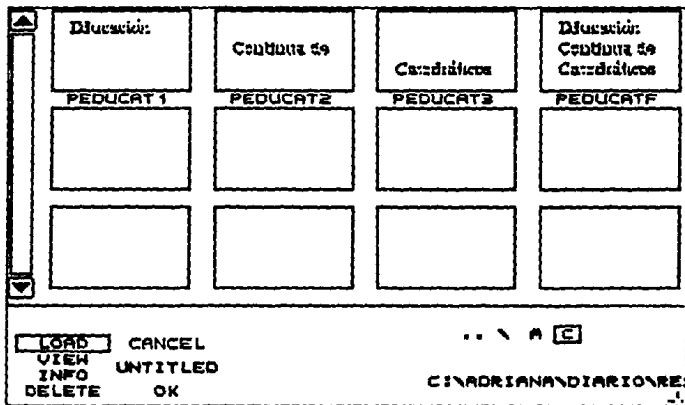 Educación
Continua de
Catedráticos
Educación
Continua de
Catedráticos
PEDUCAT1 PEDUCAT2 PEDUCAT3 PEDUCATF
LOAD CANCEL .. \ A C
VIEW
UNTITLED
INFO
DELETE OK C:\ADRIANA\DIARIO\RES